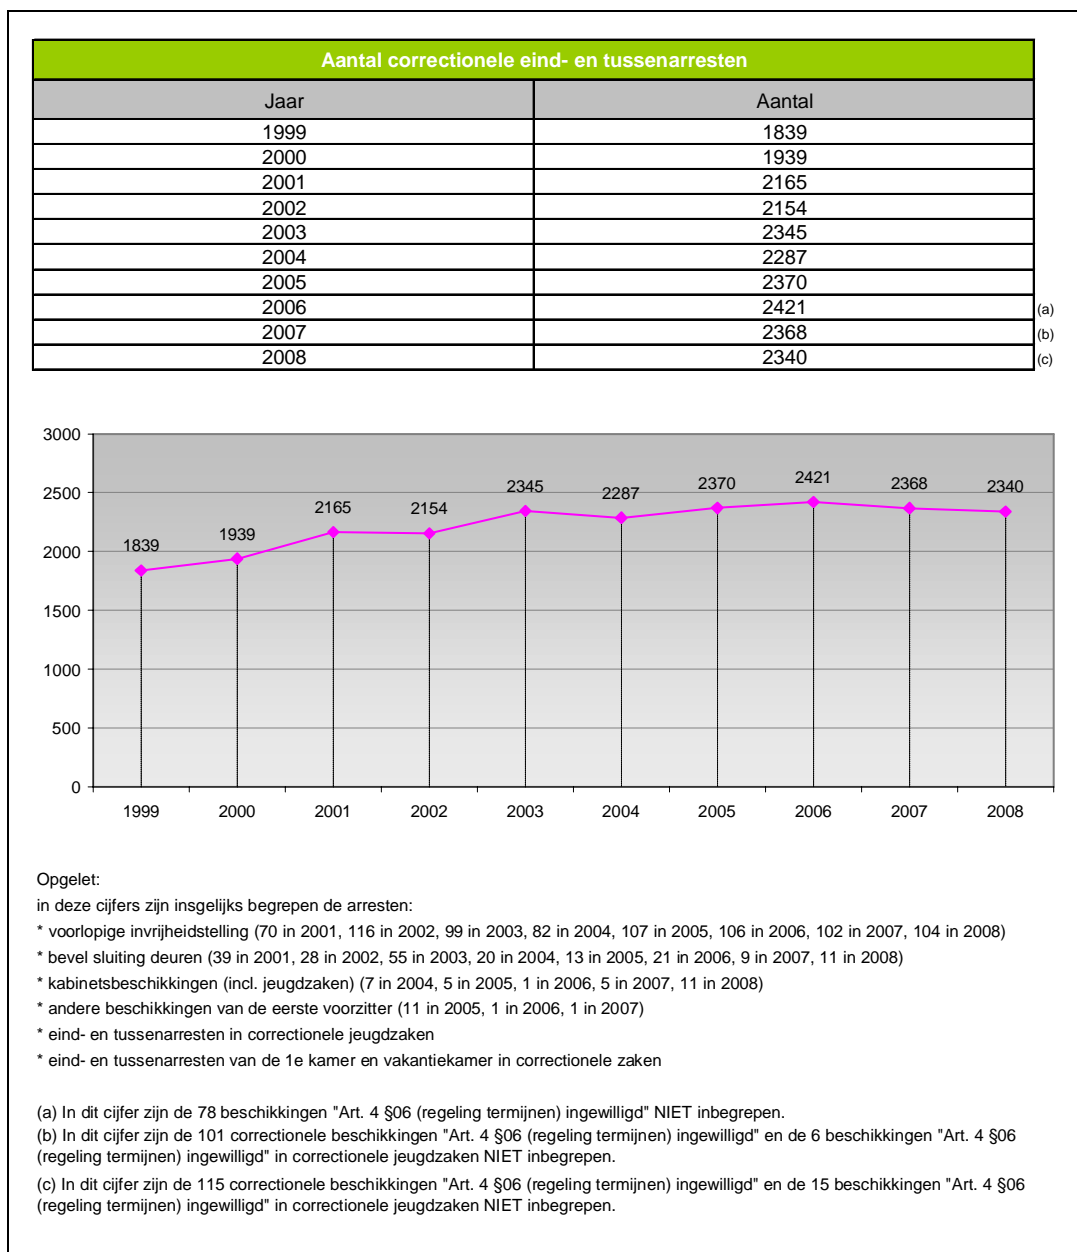 Aantal correctionele eind- en tussenarresten
Jaar Aantal
1999 1839
2000 1939
2001 2165
2002 2154
2003 2345
2004 2287
2005 2370
2006 2421 (a)
2007 2368 (b)
2008 2340 (c)
3000
2500
2000
1500
1000
500
0
1839 1939 2165 2154 2345 2287 2370 2421 2368 2340
1999 2000 2001 2002 2003 2004 2005 2006 2007 2008
Opgelet:
in deze cijfers zijn insgelijks begrepen de arresten:
* voorlopige invrijheidstelling (70 in 2001, 116 in 2002, 99 in 2003, 82 in 2004, 107 in 2005, 106 in 2006, 102 in 2007, 104 in 2008)
* bevel sluiting deuren (39 in 2001, 28 in 2002, 55 in 2003, 20 in 2004, 13 in 2005, 21 in 2006, 9 in 2007, 11 in 2008)
* kabinetsbeschikkingen (incl. jeugdzaken) (7 in 2004, 5 in 2005, 1 in 2006, 5 in 2007, 11 in 2008)
* andere beschikkingen van de eerste voorzitter (11 in 2005, 1 in 2006, 1 in 2007)
* eind- en tussenarresten in correctionele jeugdzaken
* eind- en tussenarresten van de 1e kamer en vakantiekamer in correctionele zaken
(a) In dit cijfer zijn de 78 beschikkingen "Art. 4 §06 (regeling termijnen) ingewilligd" NIET inbegrepen.
(b) In dit cijfer zijn de 101 correctionele beschikkingen "Art. 4 §06 (regeling termijnen) ingewilligd" en de 6 beschikkingen "Art. 4 §06
(regeling termijnen) ingewilligd" in correctionele jeugdzaken NIET inbegrepen.
(c) In dit cijfer zijn de 115 correctionele beschikkingen "Art. 4 §06 (regeling termijnen) ingewilligd" en de 15 beschikkingen "Art. 4 §06
(regeling termijnen) ingewilligd" in correctionele jeugdzaken NIET inbegrepen.